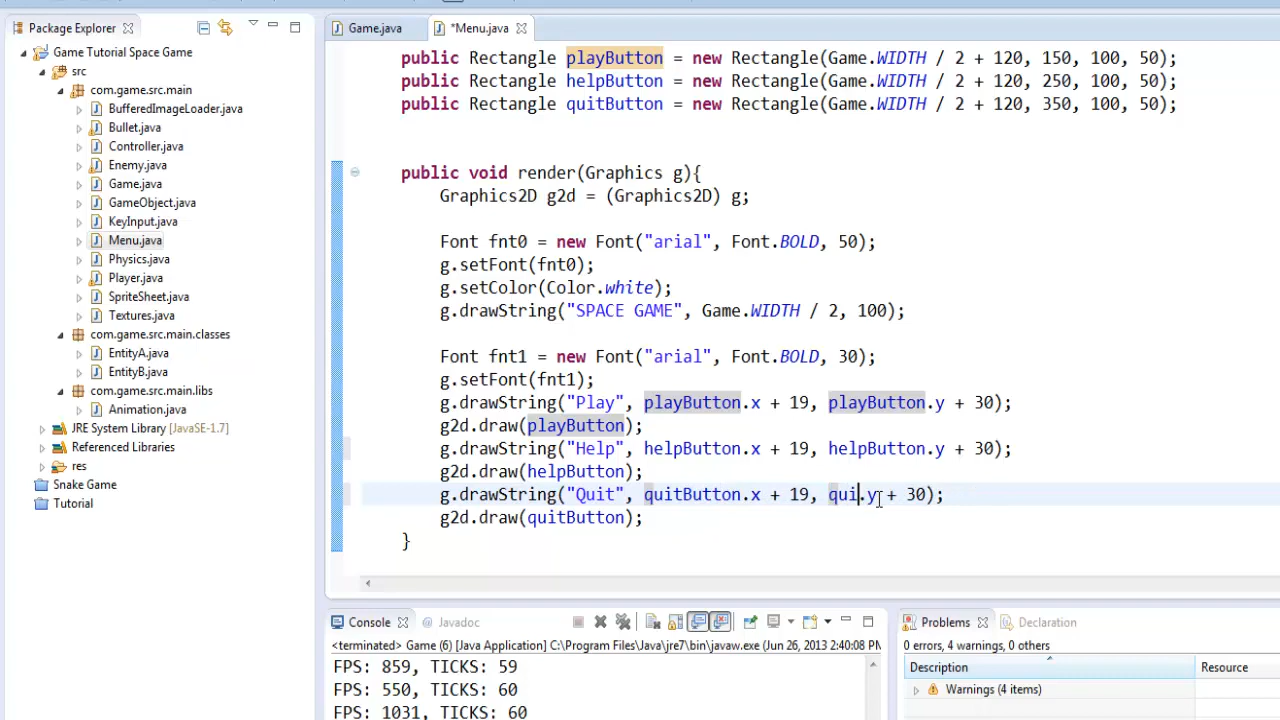 Package Explorer
Game Tutorial Space Game
src
com.game.src.main
BufferedImageLoader.java
Bullet.java
Controller.java
Enemy.java
Game.java
GameObject.java
KeyInput.java
Menu.java
Physics.java
Player.java
SpriteSheet.java
Textures.java
com.game.src.main.classes
EntityA.java
EntityB.java
com.game.src.main.libs
Animation.java
JRE System Library [JavaSE-1.7]
Referenced Libraries
res
Snake Game
Tutorial
Game.java *Menu.java
public Rectangle playButton = new Rectangle(Game.WIDTH / 2 + 120, 150, 100, 50);
public Rectangle helpButton = new Rectangle(Game.WIDTH / 2 + 120, 250, 100, 50);
public Rectangle quitButton = new Rectangle(Game.WIDTH / 2 + 120, 350, 100, 50);
public void render(Graphics g){
Graphics2D g2d = (Graphics2D) g;
Font fnt0 = new Font("arial", Font.BOLD, 50);
g.setFont(fnt0);
g.setColor(Color.white);
g.drawString("SPACE GAME", Game.WIDTH / 2, 100);
Font fnt1 = new Font("arial", Font.BOLD, 30);
g.setFont(fnt1);
g.drawString("Play", playButton.x + 19, playButton.y + 30);
g2d.draw(playButton);
g.drawString("Help", helpButton.x + 19, helpButton.y + 30);
g2d.draw(helpButton);
g.drawString("Quit", quitButton.x + 19, qui.y + 30);
g2d.draw(quitButton);
}
Console @ Javadoc
<terminated> Game (6) [Java Application] C:\Program Files\Java\jre7\bin\javaw.exe (Jun 26, 2013 2:40:08 PM
FPS: 859, TICKS: 59
FPS: 550, TICKS: 60
FPS: 1031, TICKS: 60
Problems Declaration
0 errors, 4 warnings, 0 others
Description Resource
Warnings (4 items)